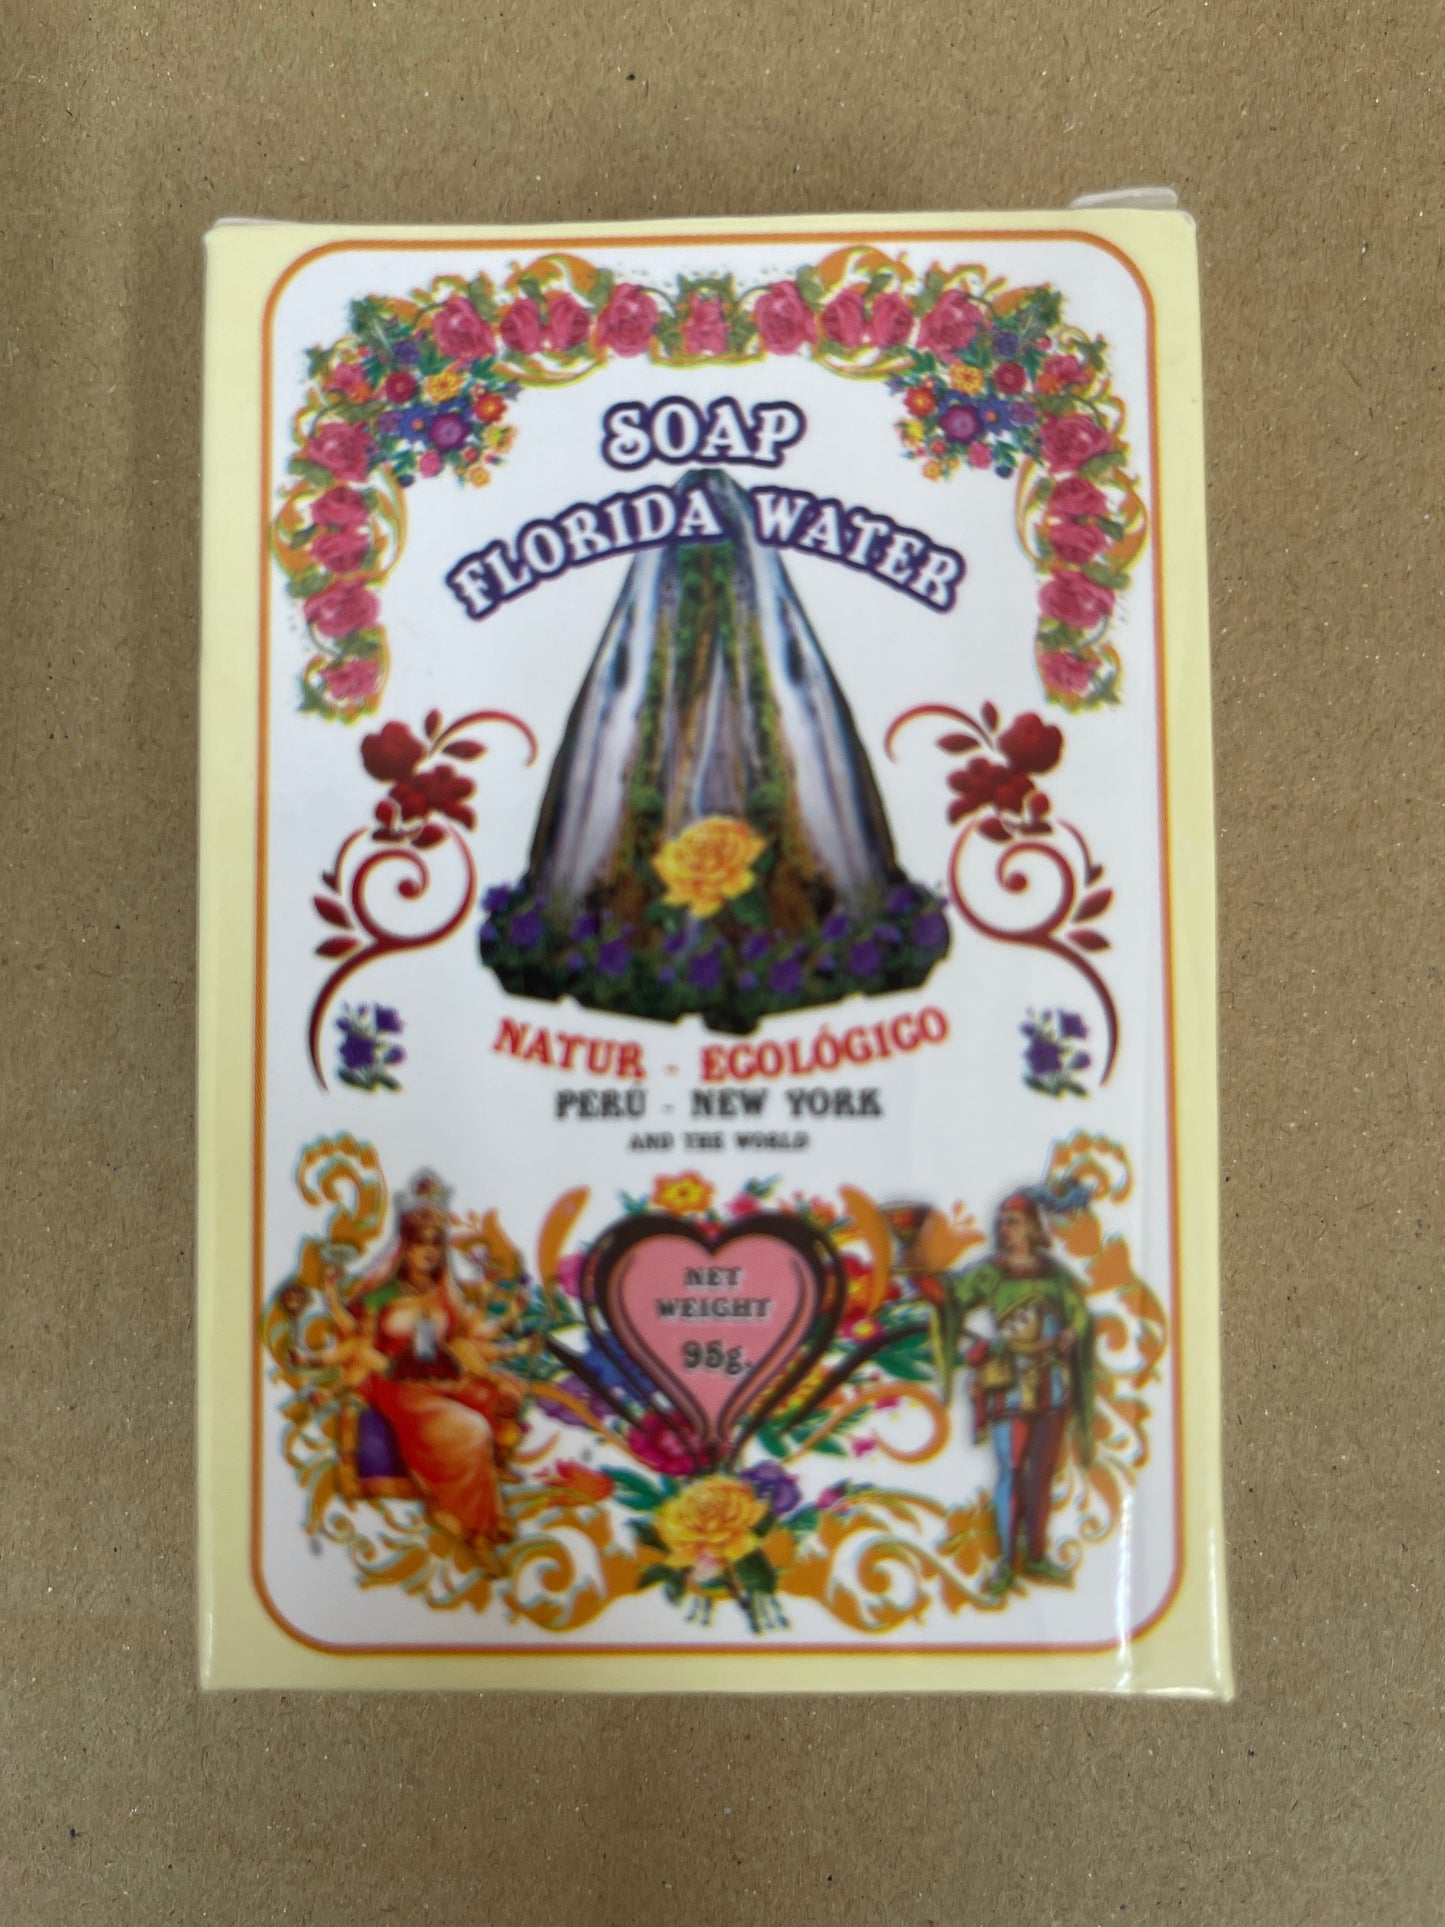 SOAP
FLORIDA WATER
NATUR - ECOLÓGICO
PERÚ - NEW YORK
AND THE WORLD
NET
WEIGHT
95g.